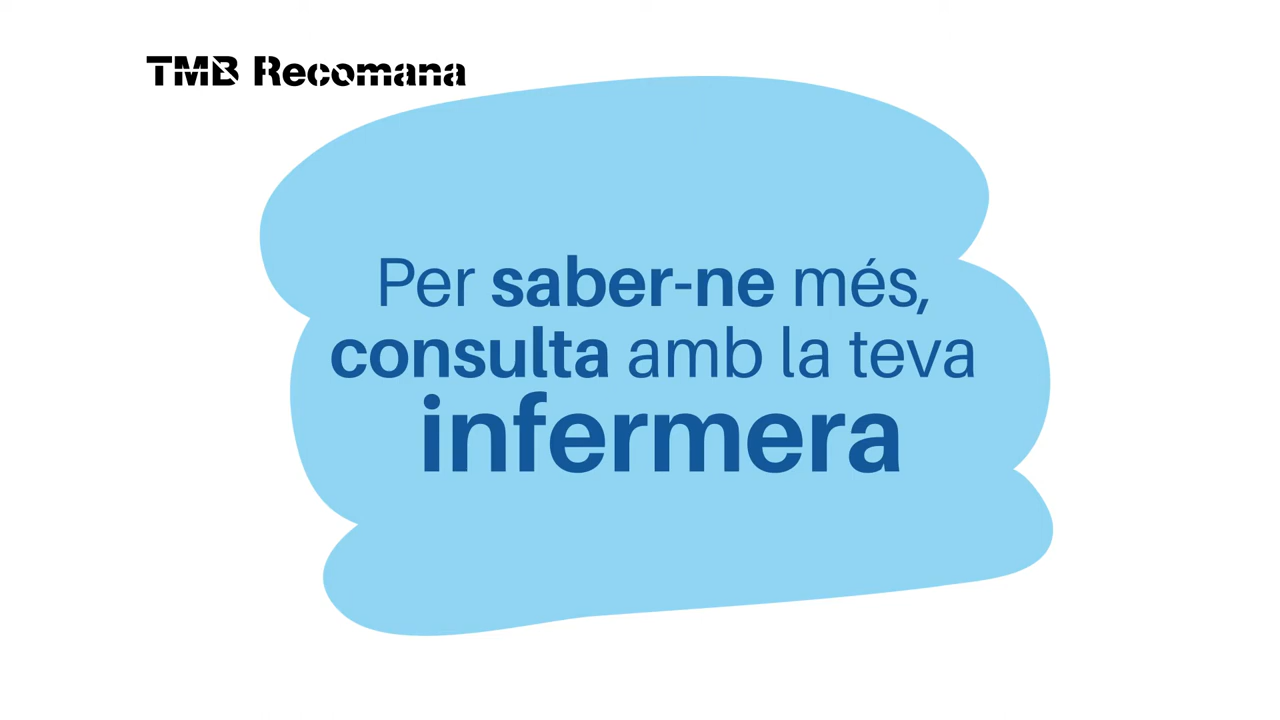 TMB Recomana
Per saber-ne més,
consulta amb la teva
infermera